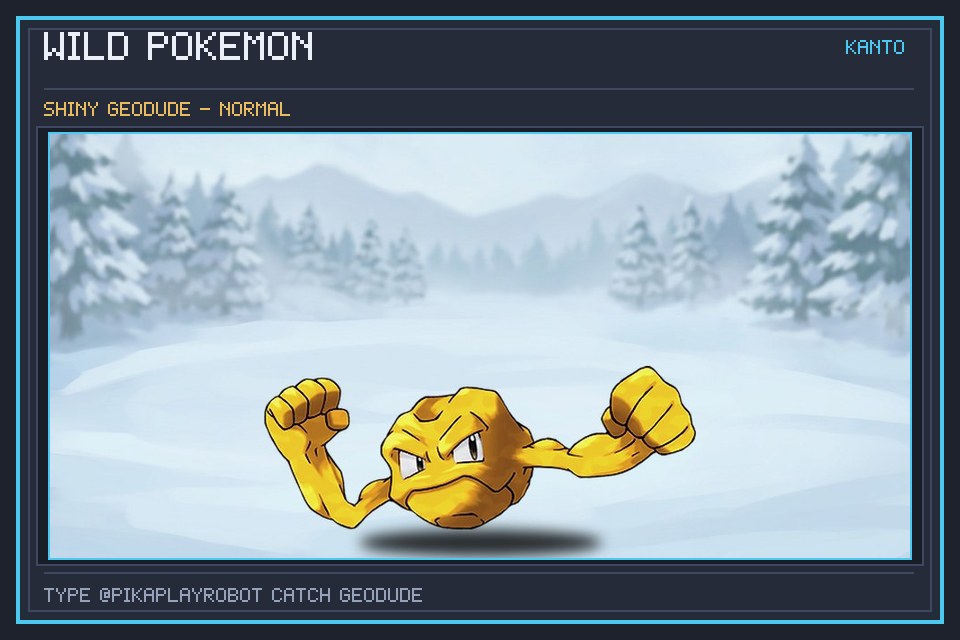 WILD POKEMON
KANTO
SHINY GEODUDE - NORMAL
TYPE @PIKAPLAYROBOT CATCH GEODUDE